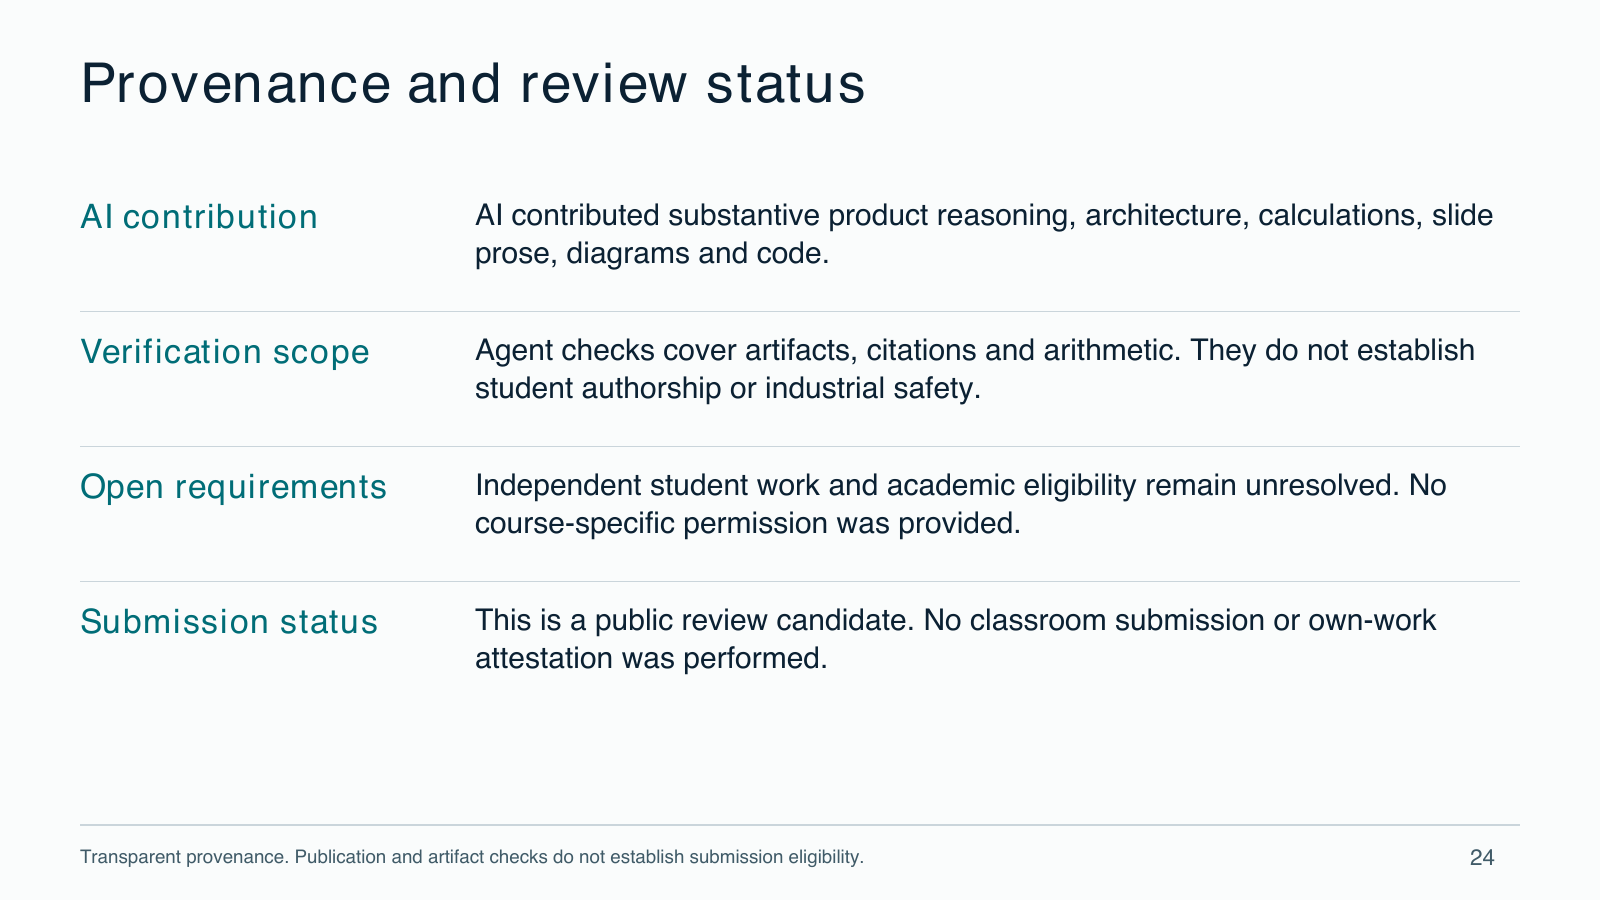 Provenance and review status
AI contribution
AI contributed substantive product reasoning, architecture, calculations, slide
prose, diagrams and code.
Verification scope
Agent checks cover artifacts, citations and arithmetic. They do not establish
student authorship or industrial safety.
Open requirements
Independent student work and academic eligibility remain unresolved. No
course-specific permission was provided.
Submission status
This is a public review candidate. No classroom submission or own-work
attestation was performed.
Transparent provenance. Publication and artifact checks do not establish submission eligibility.
24